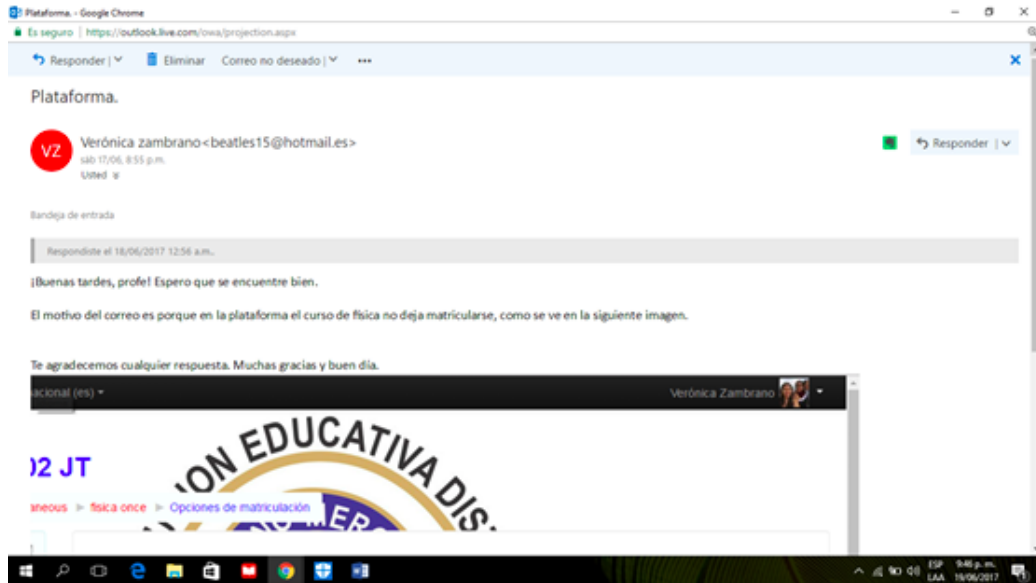 Plataforma. - Google Chrome
Es seguro | https://outlook.live.com/owa/projection.aspx
Responder | Eliminar Correo no deseado | ...
Plataforma.
VZ
Verónica zambrano<beatles15@hotmail.es>
Responder |
sáb 17/06, 8:55 p.m.
Usted
Bandeja de entrada
Respondiste el 18/06/2017 12:56 a.m..
¡Buenas tardes, profe! Espero que se encuentre bien.
El motivo del correo es porque en la plataforma el curso de física no deja matricularse, como se ve en la siguiente imagen.
Te agradecemos cualquier respuesta. Muchas gracias y buen día.
nacional (es)
Verónica Zambrano
ION EDUCATIVA DIS
02 JT
aneous ► fisica once ► Opciones de matriculación
NO MER
ESP 9:46 p. m.
LAA 19/06/2017